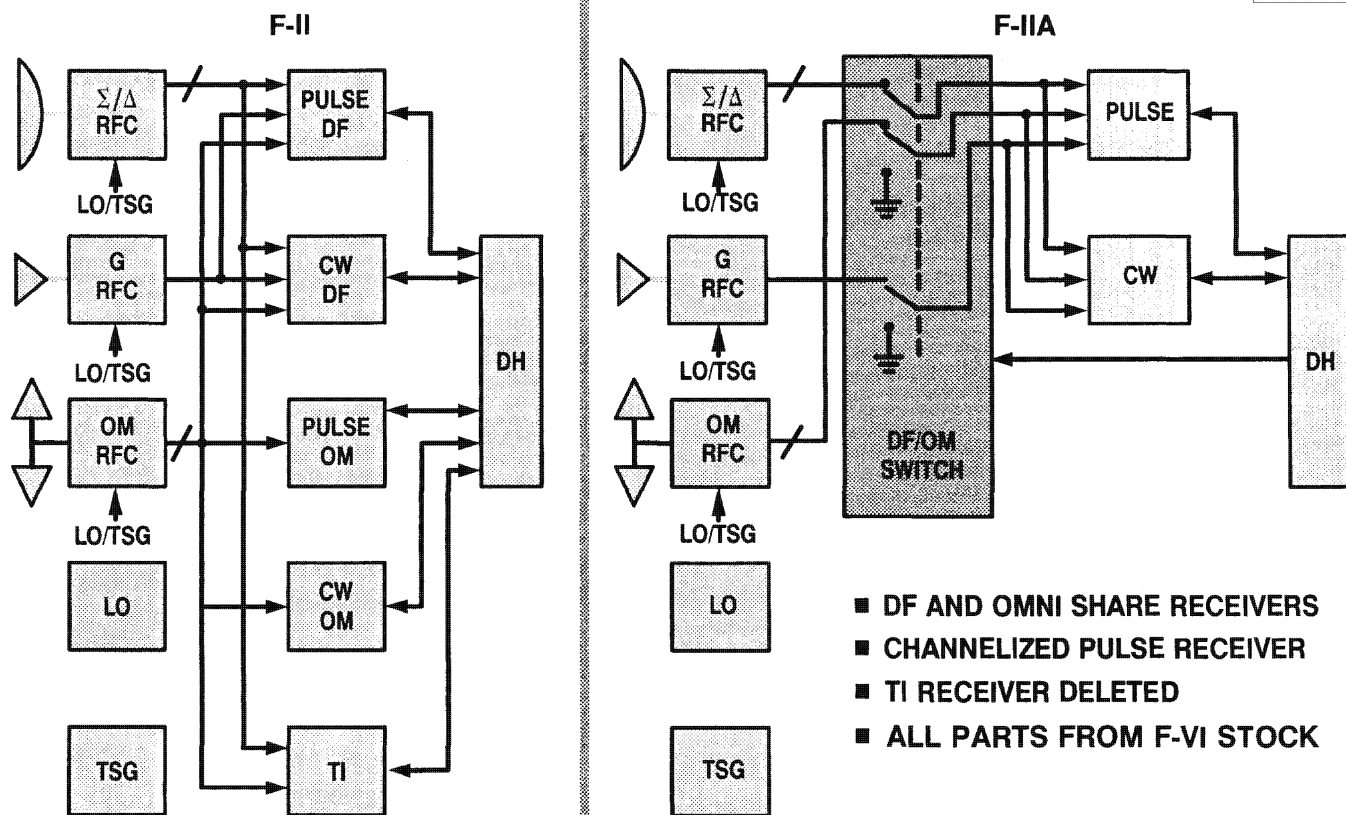 F-II
Σ/Δ
RFC
LO/TSG
G
RFC
LO/TSG
OM
RFC
LO/TSG
LO
TSG
PULSE
DF
CW
DF
PULSE
OM
CW
OM
TI
DH
F-IIA
Σ/Δ
RFC
LO/TSG
G
RFC
LO/TSG
OM
RFC
LO/TSG
LO
TSG
DF/OM
SWITCH
PULSE
CW
DH
■ DF AND OMNI SHARE RECEIVERS
■ CHANNELIZED PULSE RECEIVER
■ TI RECEIVER DELETED
■ ALL PARTS FROM F-VI STOCK